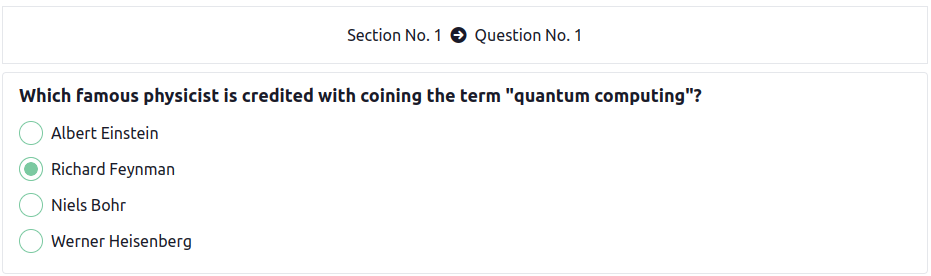 Section No. 1 Question No. 1
Which famous physicist is credited with coining the term "quantum computing"?
Albert Einstein
Richard Feynman
Niels Bohr
Werner Heisenberg